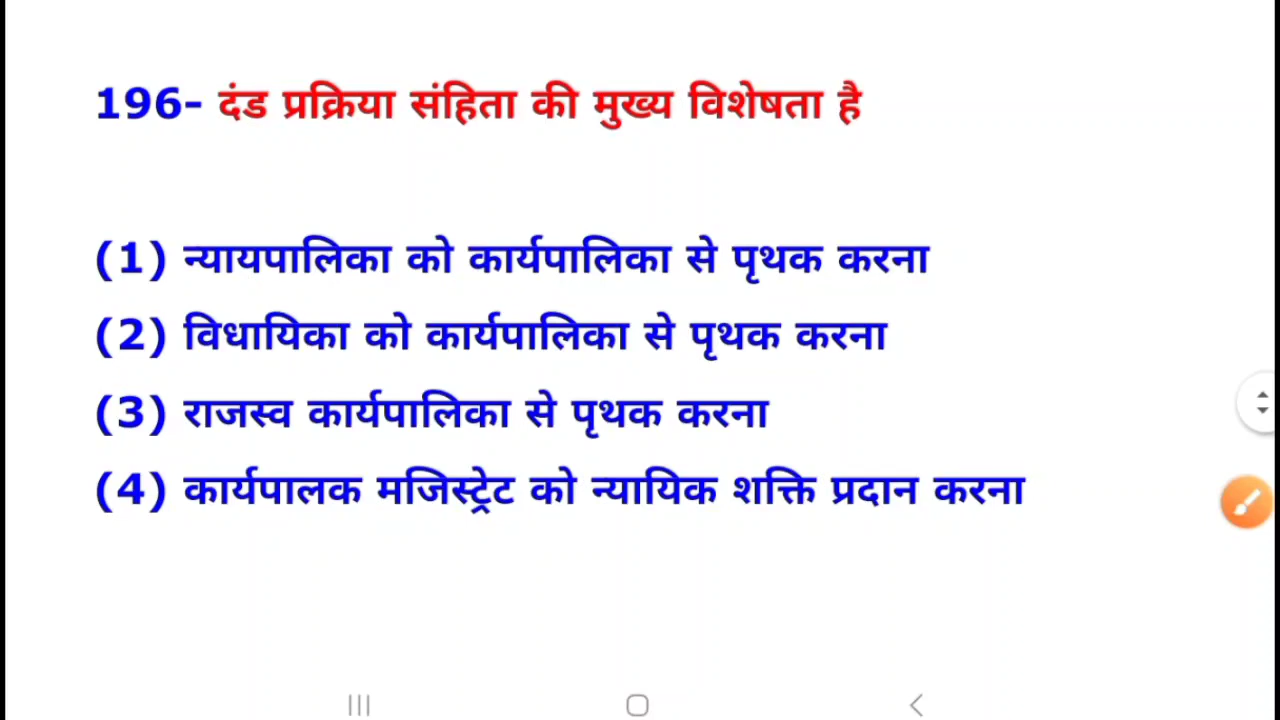 196- दंड प्रक्रिया संहिता की मुख्य विशेषता है
(1) न्यायपालिका को कार्यपालिका से पृथक करना
(2) विधायिका को कार्यपालिका से पृथक करना
(3) राजस्व कार्यपालिका से पृथक करना
(4) कार्यपालक मजिस्ट्रेट को न्यायिक शक्ति प्रदान करना